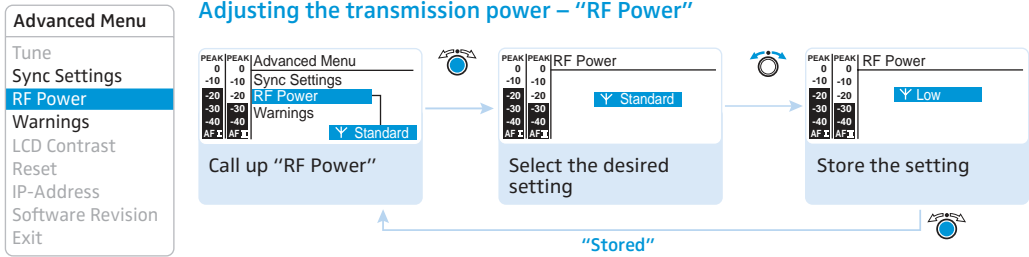 Advanced Menu
Tune
Sync Settings
RF Power
Warnings
LCD Contrast
Reset
IP-Address
Software Revision
Exit
Adjusting the transmission power – “RF Power”
PEAK PEAK Advanced Menu
0 0
-10 -10 Sync Settings
-20 -20 RF Power
-30 -30 Warnings
-40 -40
AF I AF II Standard
Call up “RF Power”
PEAK PEAK RF Power
0 0
-10 -10
-20 -20 Standard
-30 -30
-40 -40
AF I AF II
Select the desired
setting
PEAK PEAK RF Power
0 0
-10 -10
-20 -20 Low
-30 -30
-40 -40
AF I AF II
Store the setting
“Stored”